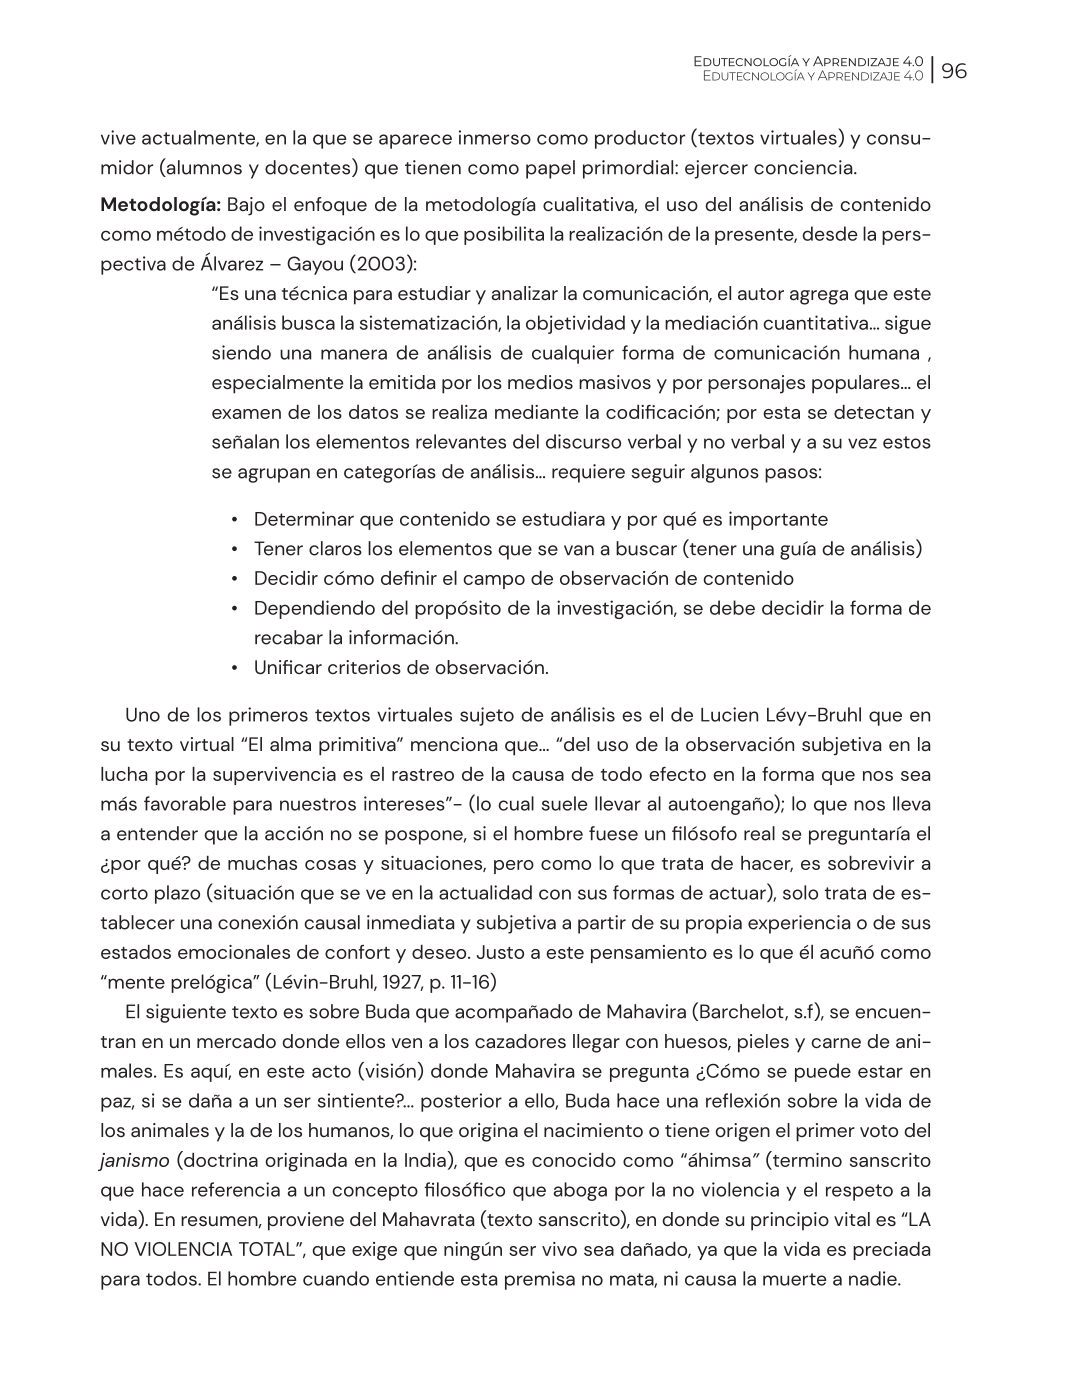 Edutecnología y Aprendizaje 4.0
Edutecnología y Aprendizaje 4.0
96
vive actualmente, en la que se aparece inmerso como productor (textos virtuales) y consu-
midor (alumnos y docentes) que tienen como papel primordial: ejercer conciencia.
Metodología: Bajo el enfoque de la metodología cualitativa, el uso del análisis de contenido
como método de investigación es lo que posibilita la realización de la presente, desde la pers-
pectiva de Álvarez – Gayou (2003):
“Es una técnica para estudiar y analizar la comunicación, el autor agrega que este
análisis busca la sistematización, la objetividad y la mediación cuantitativa… sigue
siendo una manera de análisis de cualquier forma de comunicación humana ,
especialmente la emitida por los medios masivos y por personajes populares… el
examen de los datos se realiza mediante la codificación; por esta se detectan y
señalan los elementos relevantes del discurso verbal y no verbal y a su vez estos
se agrupan en categorías de análisis… requiere seguir algunos pasos:
• Determinar que contenido se estudiara y por qué es importante
• Tener claros los elementos que se van a buscar (tener una guía de análisis)
• Decidir cómo definir el campo de observación de contenido
• Dependiendo del propósito de la investigación, se debe decidir la forma de
recabar la información.
• Unificar criterios de observación.
Uno de los primeros textos virtuales sujeto de análisis es el de Lucien Lévy-Bruhl que en
su texto virtual “El alma primitiva” menciona que… “del uso de la observación subjetiva en la
lucha por la supervivencia es el rastreo de la causa de todo efecto en la forma que nos sea
más favorable para nuestros intereses”- (lo cual suele llevar al autoengaño); lo que nos lleva
a entender que la acción no se pospone, si el hombre fuese un filósofo real se preguntaría el
¿por qué? de muchas cosas y situaciones, pero como lo que trata de hacer, es sobrevivir a
corto plazo (situación que se ve en la actualidad con sus formas de actuar), solo trata de es-
tablecer una conexión causal inmediata y subjetiva a partir de su propia experiencia o de sus
estados emocionales de confort y deseo. Justo a este pensamiento es lo que él acuñó como
“mente prelógica” (Lévin-Bruhl, 1927, p. 11-16)
El siguiente texto es sobre Buda que acompañado de Mahavira (Barchelot, s.f), se encuen-
tran en un mercado donde ellos ven a los cazadores llegar con huesos, pieles y carne de ani-
males. Es aquí, en este acto (visión) donde Mahavira se pregunta ¿Cómo se puede estar en
paz, si se daña a un ser sintiente?… posterior a ello, Buda hace una reflexión sobre la vida de
los animales y la de los humanos, lo que origina el nacimiento o tiene origen el primer voto del
janismo (doctrina originada en la India), que es conocido como “áhimsa” (termino sanscrito
que hace referencia a un concepto filosófico que aboga por la no violencia y el respeto a la
vida). En resumen, proviene del Mahavrata (texto sanscrito), en donde su principio vital es “LA
NO VIOLENCIA TOTAL”, que exige que ningún ser vivo sea dañado, ya que la vida es preciada
para todos. El hombre cuando entiende esta premisa no mata, ni causa la muerte a nadie.